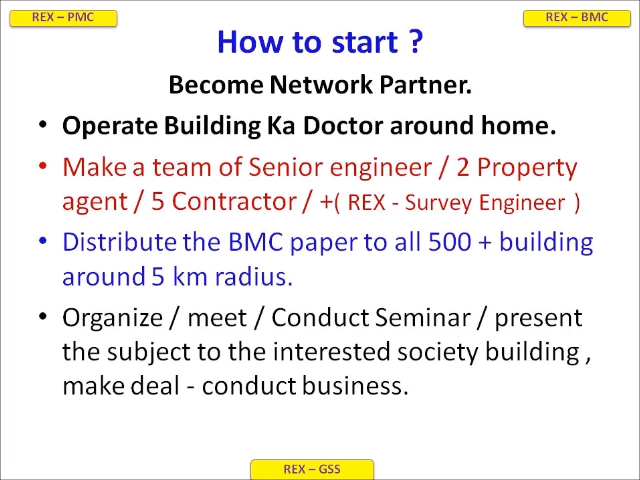 REX – PMC
REX – BMC
How to start ?
Become Network Partner.
• Operate Building Ka Doctor around home.
• Make a team of Senior engineer / 2 Property
agent / 5 Contractor / +( REX - Survey Engineer )
• Distribute the BMC paper to all 500 + building
around 5 km radius.
• Organize / meet / Conduct Seminar / present
the subject to the interested society building ,
make deal - conduct business.
REX – GSS